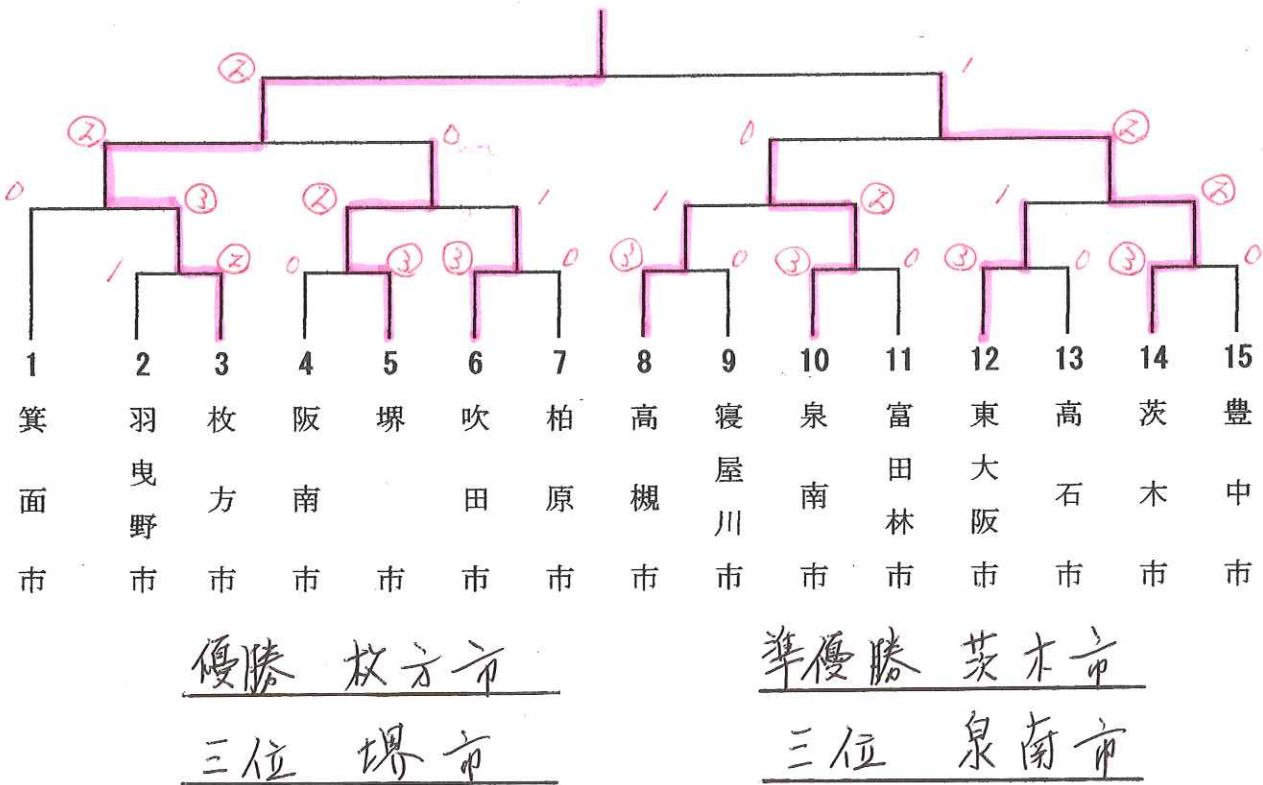 ② 1
② 0 0 ②
0 ③ ② 1 1 ② 1 ②
1 ② 0 ③ ③ 0 ③ 0 ③ 0 ③ 0 ③ 0
1 2 3 4 5 6 7 8 9 10 11 12 13 14 15
箕面市
羽曳野市
枚方市
阪南市
堺市
吹田市
柏原市
高槻市
寝屋川市
泉南市
富田林市
東大阪市
高石市
茨木市
豊中市
優勝 枚方市
準優勝 茨木市
三位 堺市
三位 泉南市